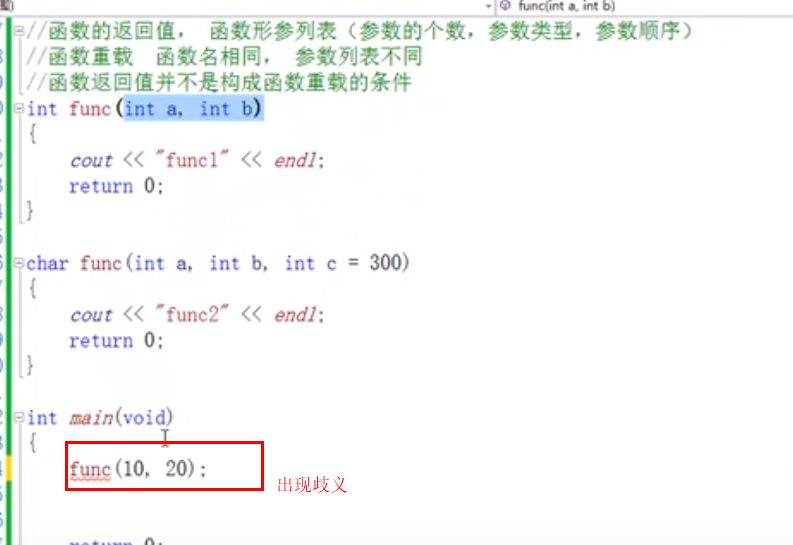 func(int a, int b)
//函数的返回值， 函数形参列表（参数的个数，参数类型，参数顺序）
//函数重载 函数名相同， 参数列表不同
//函数返回值并不是构成函数重载的条件
int func(int a, int b)
{
cout << "func1" << endl;
return 0;
}
char func(int a, int b, int c = 300)
{
cout << "func2" << endl;
return 0;
}
int main(void)
{
func(10, 20);
出现歧义
return 0;